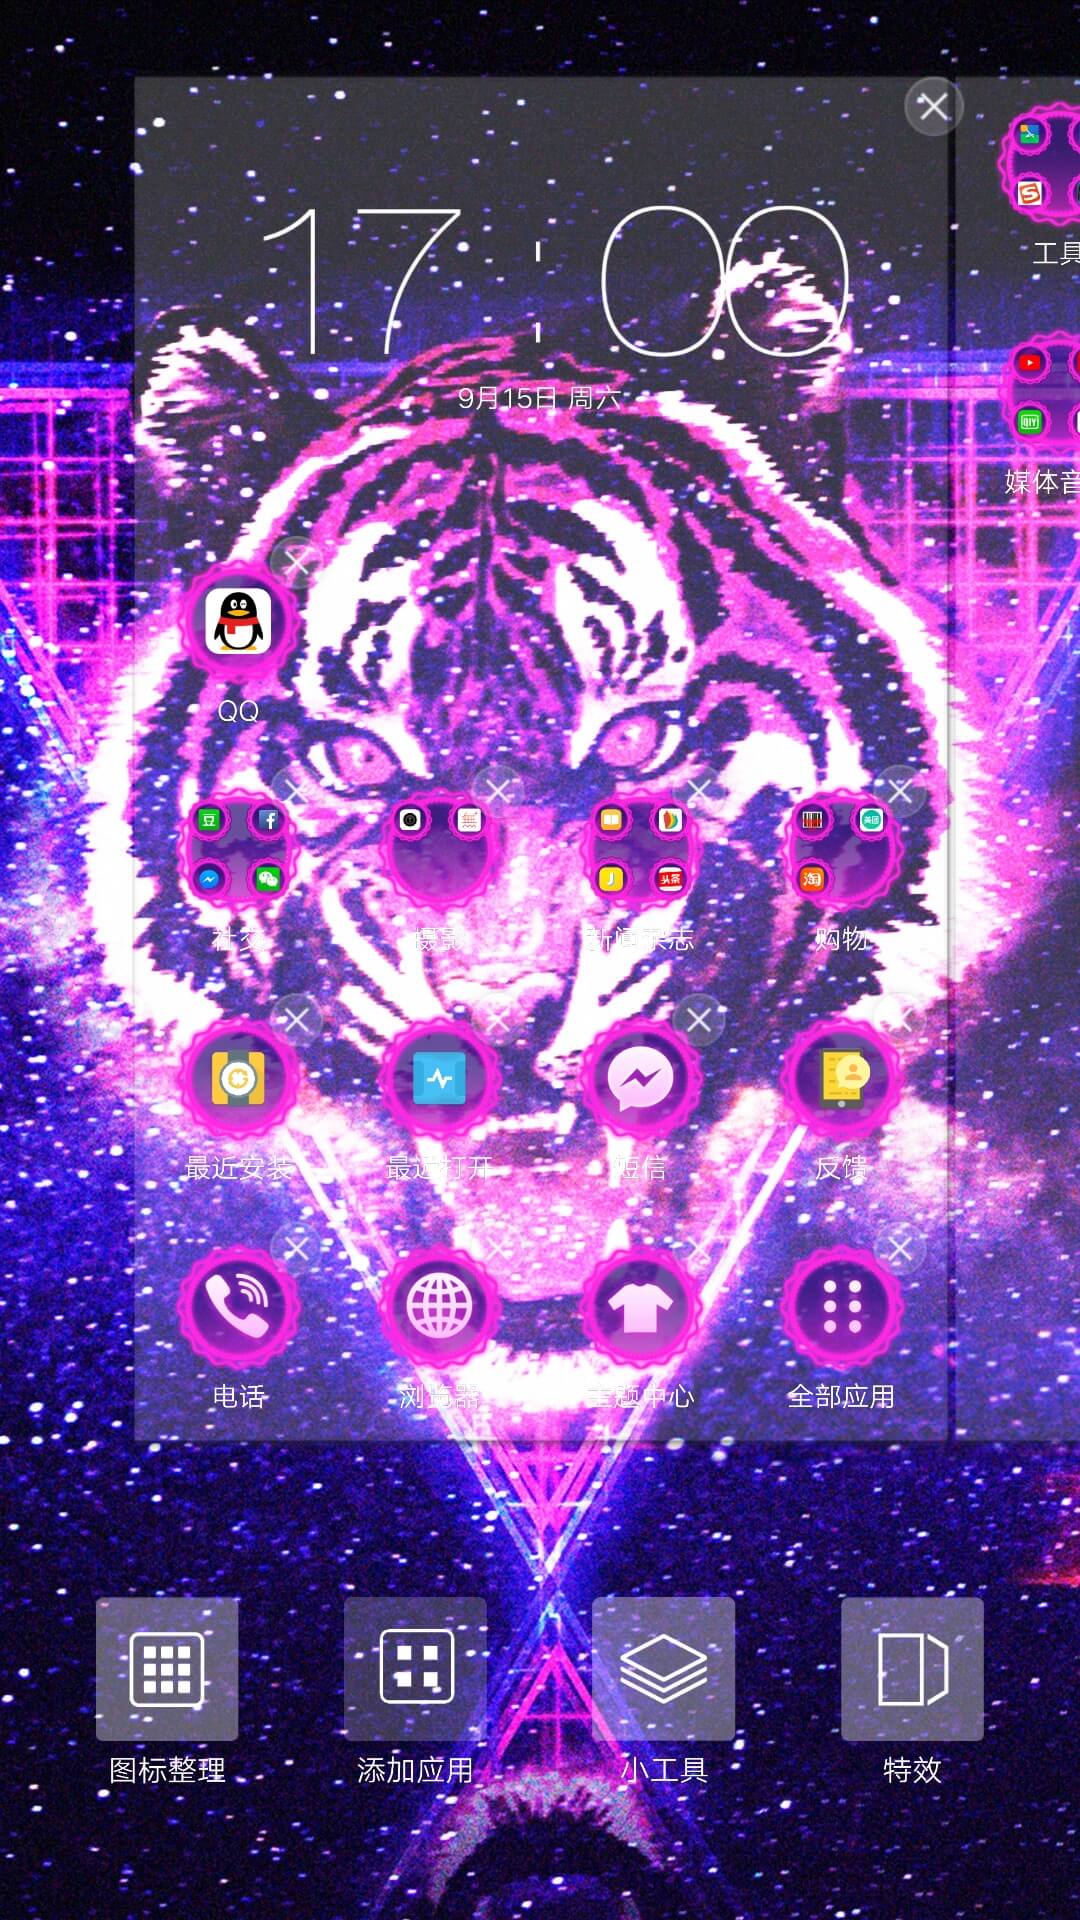 17:00
9月15日 周六
工具
媒体音
QQ
社交
摄影
新闻杂志
购物
最近安装
最近打开
短信
反馈
电话
浏览器
主题中心
全部应用
图标整理
添加应用
小工具
特效